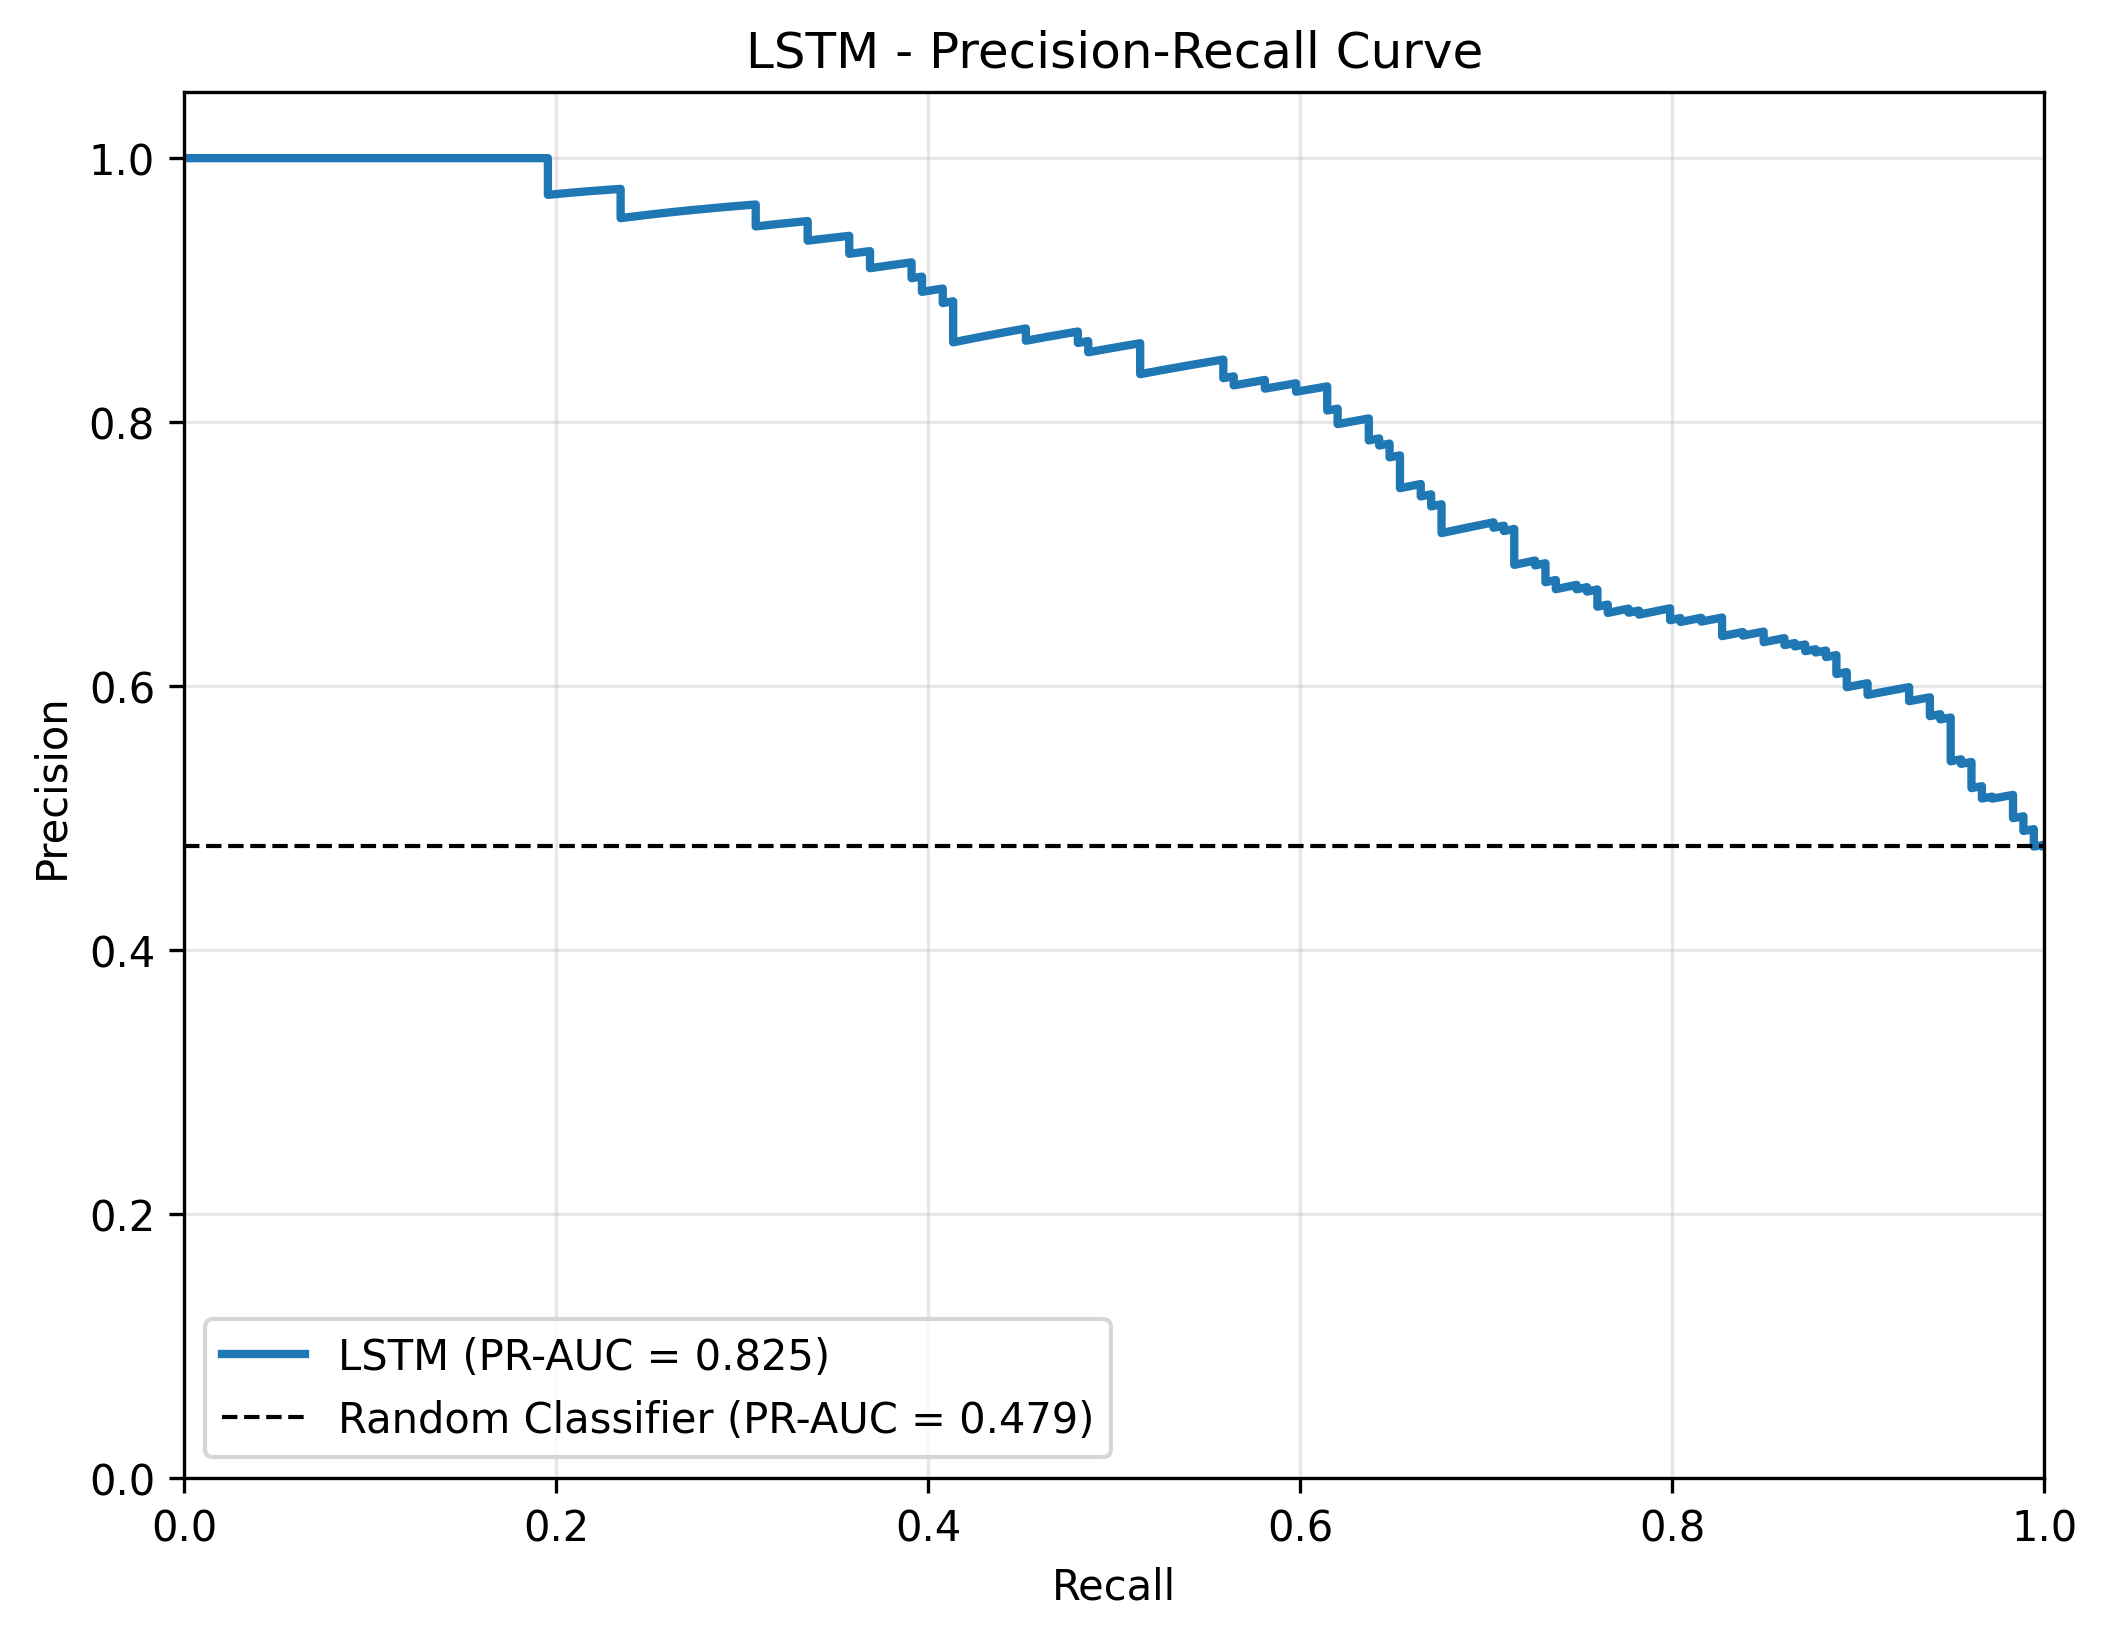 LSTM - Precision-Recall Curve
1.0
0.8
0.6
0.4
0.2
0.0
Precision
LSTM (PR-AUC = 0.825)
Random Classifier (PR-AUC = 0.479)
0.0 0.2 0.4 0.6 0.8 1.0
Recall